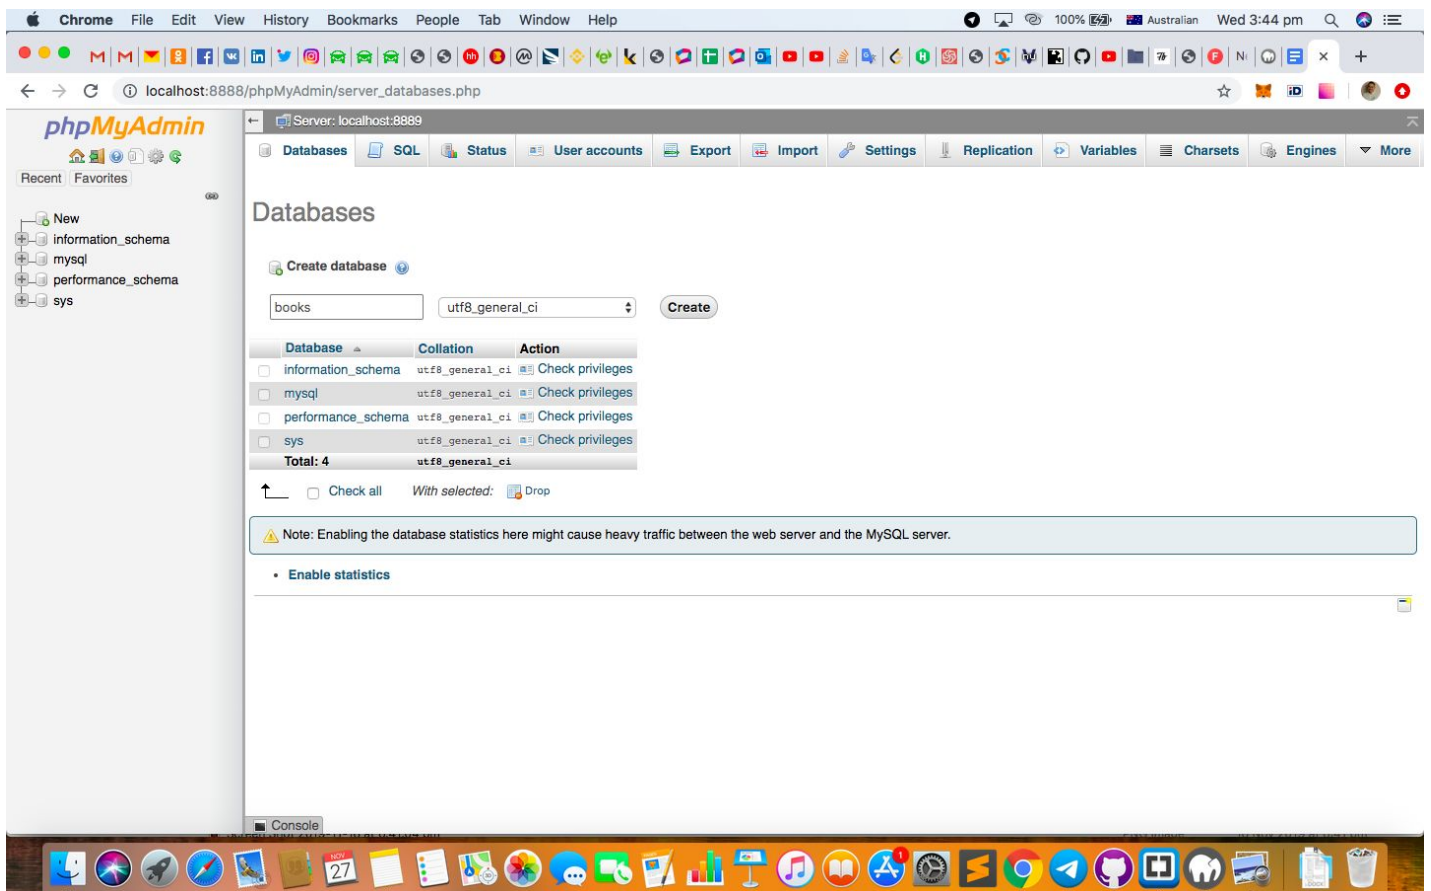 Chrome File Edit View History Bookmarks People Tab Window Help 100% Australian Wed 3:44 pm
localhost:8888/phpMyAdmin/server_databases.php
phpMyAdmin
Recent Favorites
New
information_schema
mysql
performance_schema
sys
Server: localhost:8889
Databases SQL Status User accounts Export Import Settings Replication Variables Charsets Engines More
Databases
Create database
books utf8_general_ci Create
Database Collation Action
information_schema utf8_general_ci Check privileges
mysql utf8_general_ci Check privileges
performance_schema utf8_general_ci Check privileges
sys utf8_general_ci Check privileges
Total: 4 utf8_general_ci
Check all With selected: Drop
Note: Enabling the database statistics here might cause heavy traffic between the web server and the MySQL server.
Enable statistics
Console
NOV
27